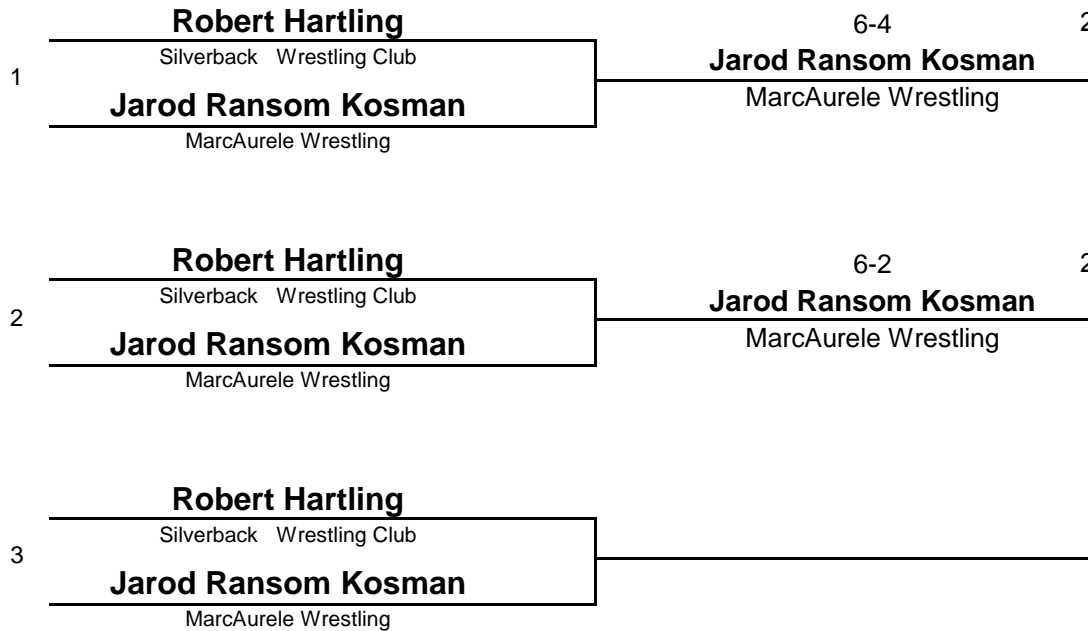 Robert Hartling
Silverback Wrestling Club
1
Jarod Ransom Kosman
MarcAurele Wrestling
6-4
2
Jarod Ransom Kosman
MarcAurele Wrestling
Robert Hartling
Silverback Wrestling Club
2
Jarod Ransom Kosman
MarcAurele Wrestling
6-2
2
Jarod Ransom Kosman
MarcAurele Wrestling
Robert Hartling
Silverback Wrestling Club
3
Jarod Ransom Kosman
MarcAurele Wrestling